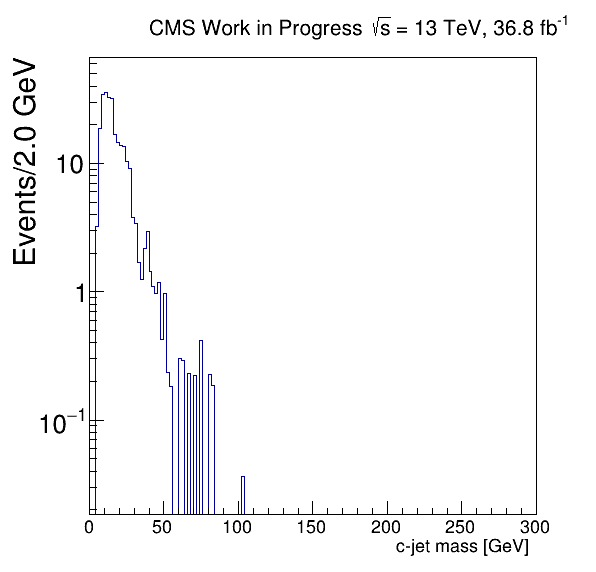 CMS Work in Progress √s = 13 TeV, 36.8 fb⁻¹
Events/2.0 GeV
10
1
10⁻¹
0 50 100 150 200 250 300
c-jet mass [GeV]